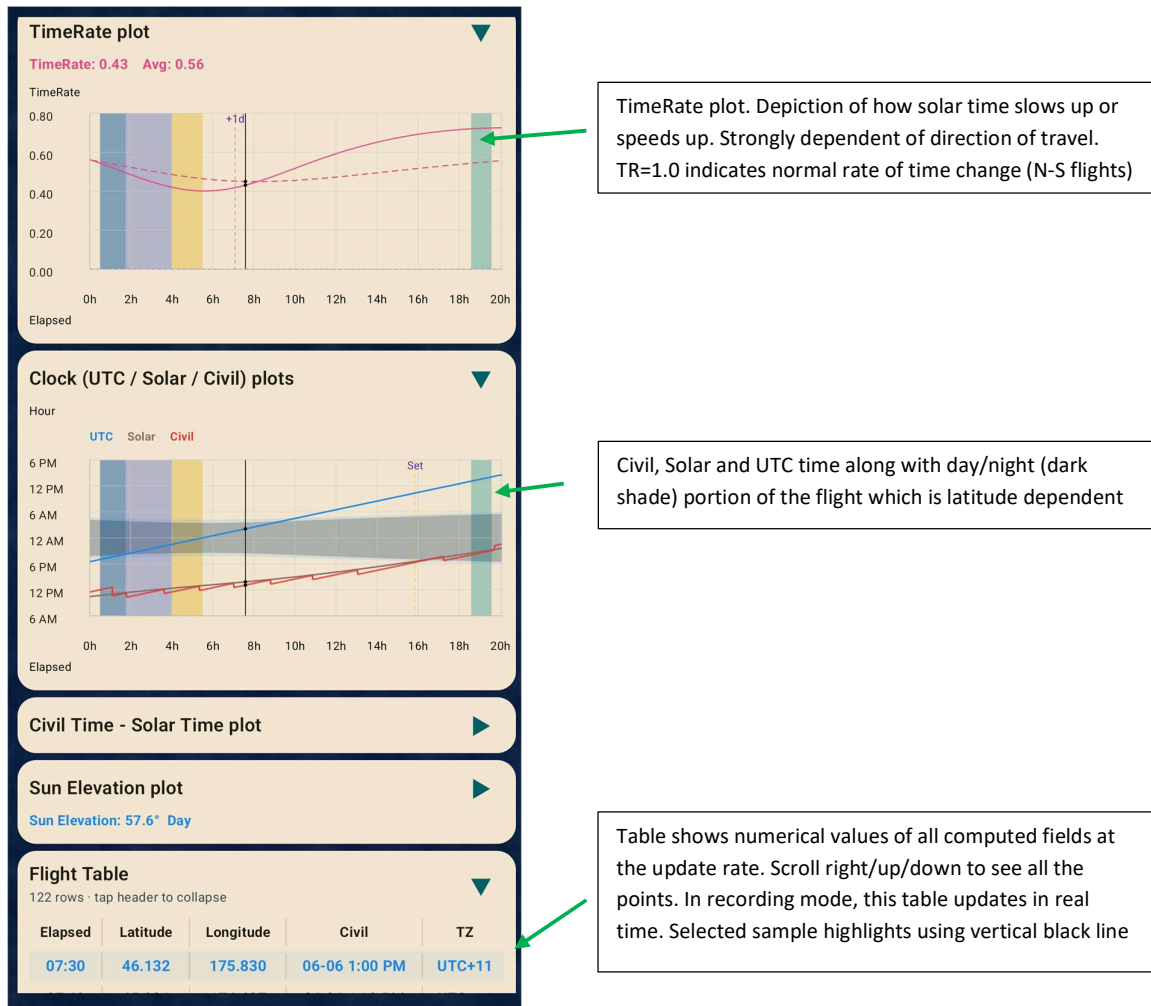 TimeRate plot
TimeRate: 0.43 Avg: 0.56
TimeRate
0.80
+1d
0.60
0.40
0.20
0.00
0h 2h 4h 6h 8h 10h 12h 14h 16h 18h 20h
Elapsed
TimeRate plot. Depiction of how solar time slows up or
speeds up. Strongly dependent of direction of travel.
TR=1.0 indicates normal rate of time change (N-S flights)
Clock (UTC / Solar / Civil) plots
Hour
UTC Solar Civil
6 PM
Set
12 PM
6 AM
12 AM
6 PM
12 PM
6 AM
0h 2h 4h 6h 8h 10h 12h 14h 16h 18h 20h
Elapsed
Civil, Solar and UTC time along with day/night (dark
shade) portion of the flight which is latitude dependent
Civil Time - Solar Time plot
Sun Elevation plot
Sun Elevation: 57.6° Day
Flight Table
122 rows · tap header to collapse
Elapsed Latitude Longitude Civil TZ
07:30 46.132 175.830 06-06 1:00 PM UTC+11
Table shows numerical values of all computed fields at
the update rate. Scroll right/up/down to see all the
points. In recording mode, this table updates in real
time. Selected sample highlights using vertical black line